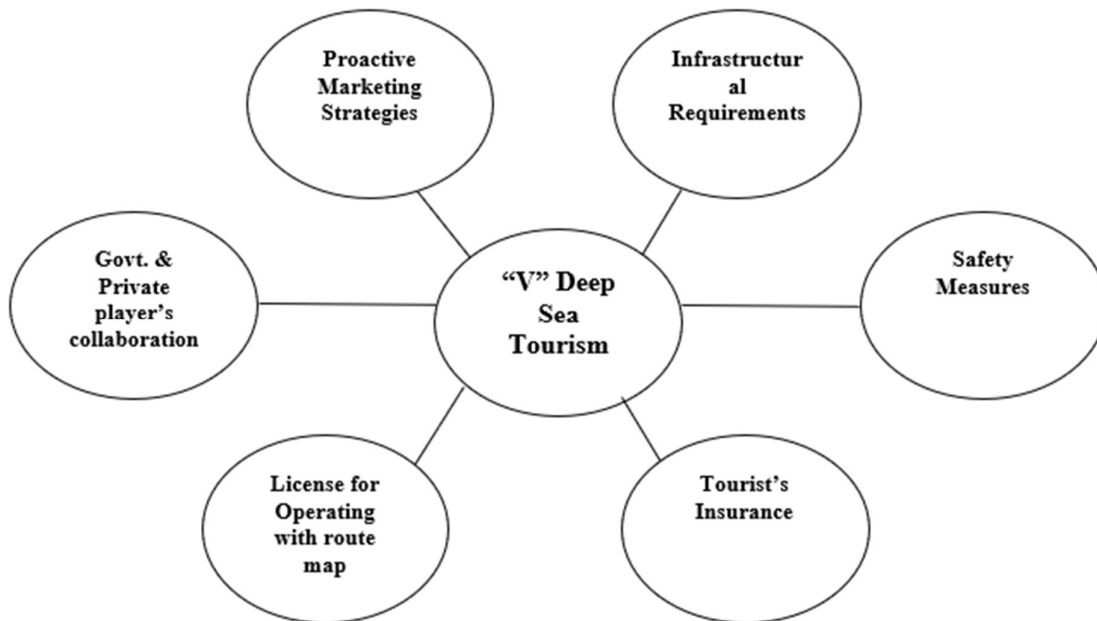 Proactive
Marketing
Strategies
Infrastructur
al
Requirements
Govt. &
Private
player’s
collaboration
“V” Deep
Sea
Tourism
Safety
Measures
License for
Operating
with route
map
Tourist’s
Insurance